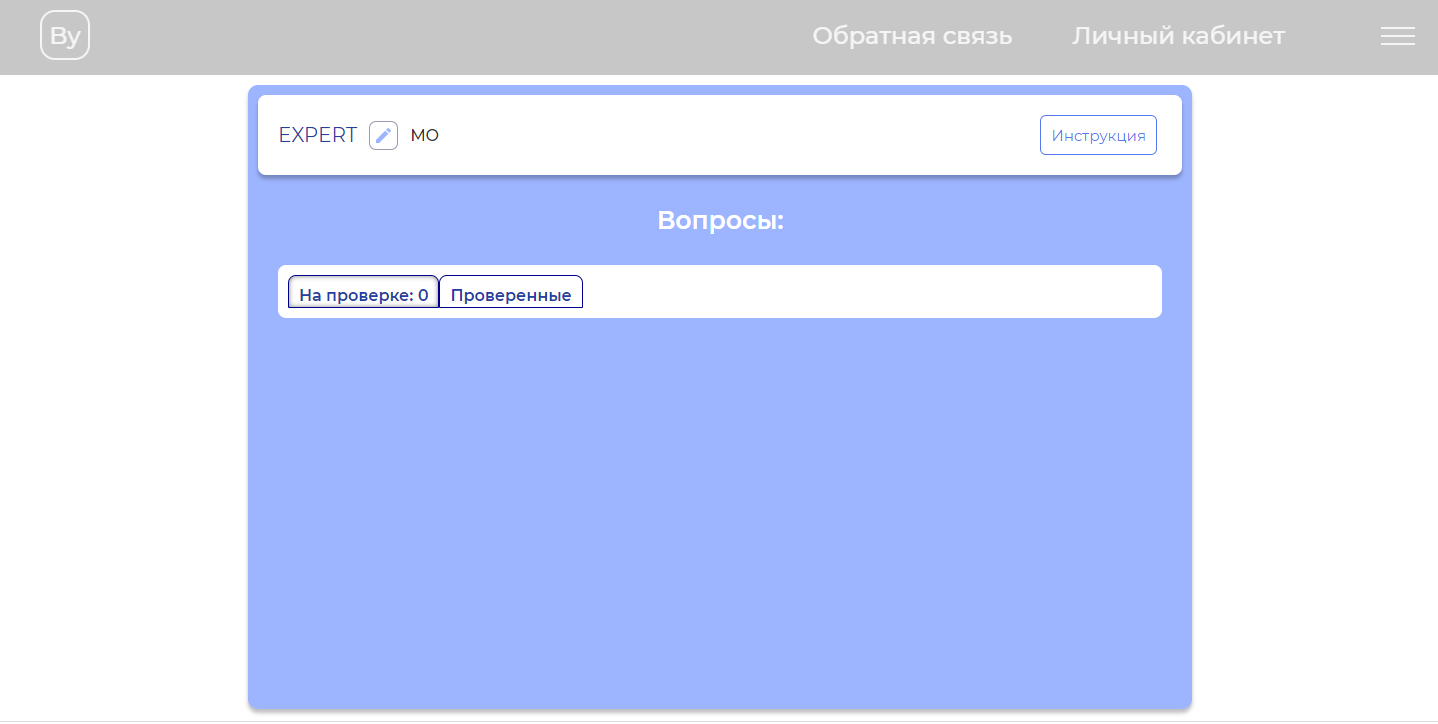 By
Обратная связь
Личный кабинет
EXPERT
МО
Инструкция
Вопросы:
На проверке: 0
Проверенные